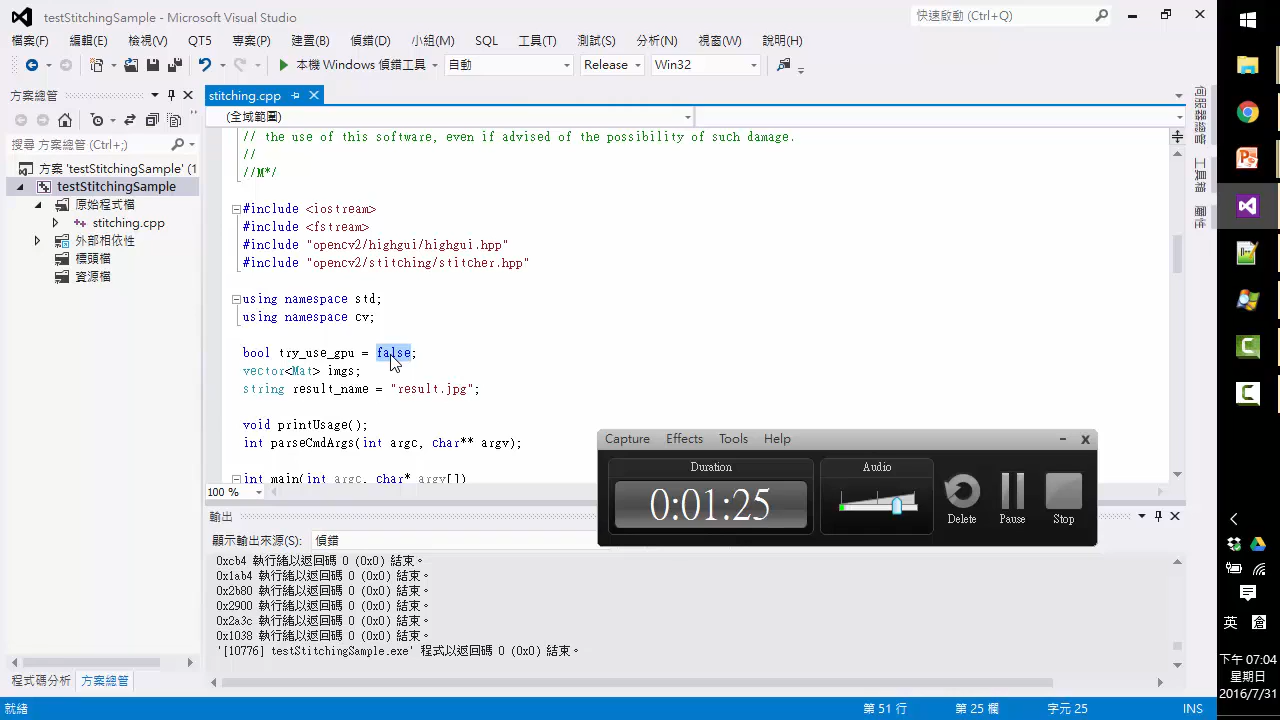 testStitchingSample - Microsoft Visual Studio
快速啟動 (Ctrl+Q)
檔案(F) 編輯(E) 檢視(V) QT5 專案(P) 建置(B) 偵錯(D) 小組(M) SQL 工具(T) 測試(S) 分析(N) 視窗(W) 說明(H)
本機 Windows 偵錯工具 自動 Release Win32
方案總管
stitching.cpp
(全域範圍)
搜尋 方案總管 (Ctrl+;)
方案 'testStitchingSample' (1
testStitchingSample
原始程式檔
stitching.cpp
外部相依性
標頭檔
資源檔
// the use of this software, even if advised of the possibility of such damage.
//
//M*/
#include <iostream>
#include <fstream>
#include "opencv2/highgui/highgui.hpp"
#include "opencv2/stitching/stitcher.hpp"
using namespace std;
using namespace cv;
bool try_use_gpu = false;
vector<Mat> imgs;
string result_name = "result.jpg";
void printUsage();
int parseCmdArgs(int argc, char** argv);
int main(int argc, char* argv[])
100 %
Capture Effects Tools Help
Duration
0:01:25
Audio
Delete
Pause
Stop
輸出
顯示輸出來源(S): 偵錯
0xcb4 執行緒以返回碼 0 (0x0) 結束。
0x1ab4 執行緒以返回碼 0 (0x0) 結束。
0x2b80 執行緒以返回碼 0 (0x0) 結束。
0x2900 執行緒以返回碼 0 (0x0) 結束。
0x2a3c 執行緒以返回碼 0 (0x0) 結束。
0x1038 執行緒以返回碼 0 (0x0) 結束。
'[10776] testStitchingSample.exe' 程式以返回碼 0 (0x0) 結束。
程式碼分析 方案總管
就緒
第 51 行 第 25 欄 字元 25 INS
伺服器總管
工具箱
屬性
英 倉
下午 07:04
星期日
2016/7/31